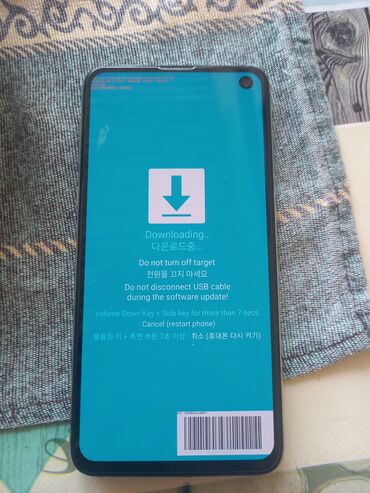 Downloading...
다운로드중...
Do not turn off target
전원을 끄지 마세요
Do not disconnect USB cable
during the software update!
Volume Down Key + Side key for more than 7 secs
: Cancel (restart phone)
볼륨하 키 + 측면 버튼 7초 이상 : 취소 (휴대폰 다시 켜기)